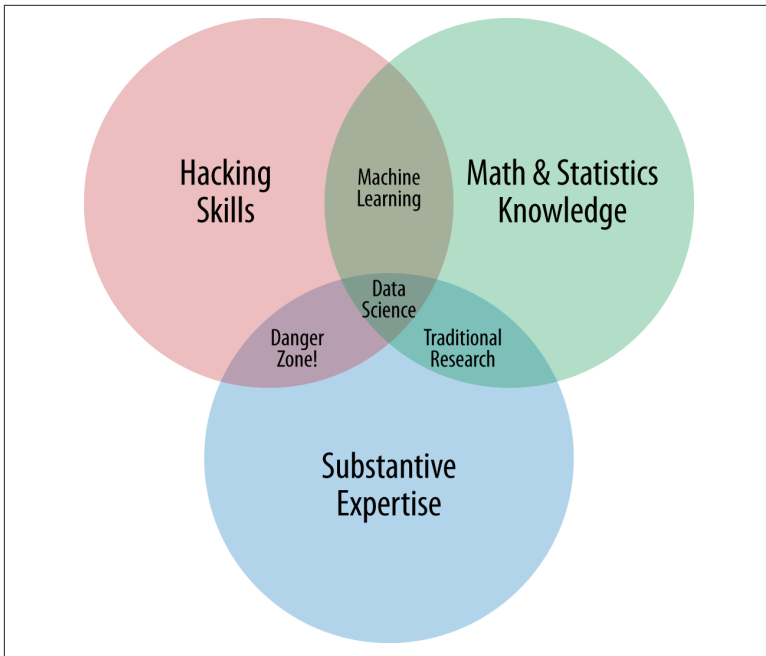 Hacking
Skills
Machine
Learning
Math & Statistics
Knowledge
Data
Science
Danger
Zone!
Traditional
Research
Substantive
Expertise